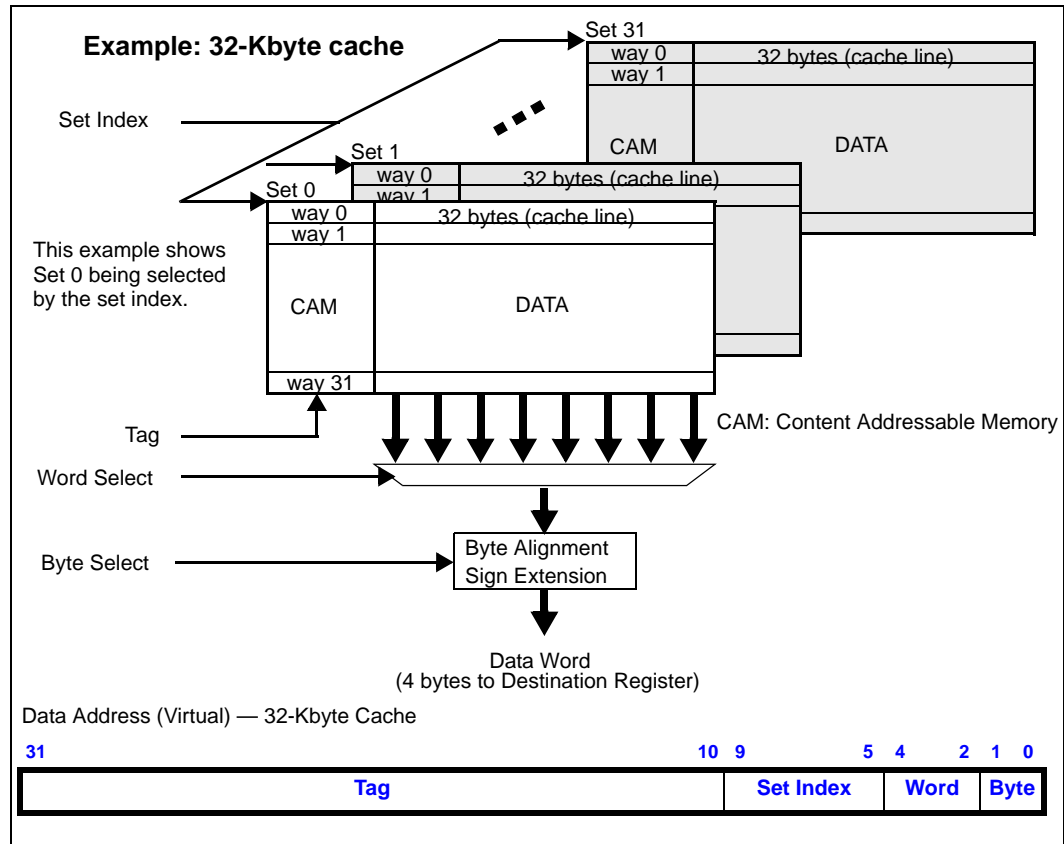 Example: 32-Kbyte cache
Set 31
way 0
32 bytes (cache line)
way 1
CAM
DATA
Set Index
Set 1
way 0
32 bytes (cache line)
way 1
Set 0
way 0
32 bytes (cache line)
way 1
This example shows
Set 0 being selected
by the set index.
CAM
DATA
way 31
CAM: Content Addressable Memory
Tag
Word Select
Byte Select
Byte Alignment
Sign Extension
Data Word
(4 bytes to Destination Register)
Data Address (Virtual) — 32-Kbyte Cache
31 10 9 5 4 2 1 0
Tag Set Index Word Byte